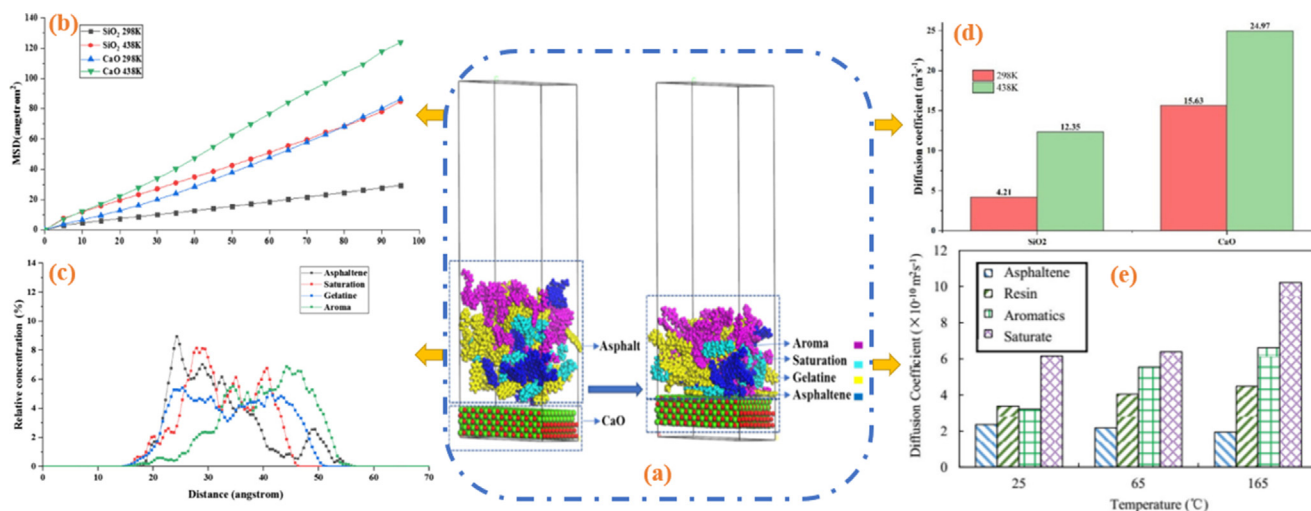 (b)
SiO2 298K
SiO2 438K
CaO 298K
CaO 438K
MSD(angstrom²)
140
120
100
80
60
40
20
0
0 10 20 30 40 50 60 70 80 90 100
(c)
Asphaltene
Saturation
Gelatine
Aroma
Relative concentration (%)
14
12
10
8
6
4
2
0
0 10 20 30 40 50 60 70
Distance (angstrom)
Asphalt
CaO
Aroma
Saturation
Gelatine
Asphaltene
(a)
(d)
298K
438K
Diffusion coefficient (m²s⁻¹)
25
20
15
10
5
0
4.21
12.35
15.63
24.97
SiO2 CaO
(e)
Asphaltene
Resin
Aromatics
Saturate
Diffusion Coefficient (×10⁻¹⁰ m²s⁻¹)
10
8
6
4
2
0
25 65 165
Temperature (℃)